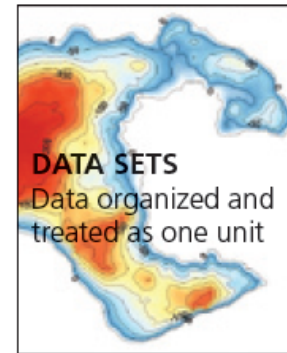 DATA SETS
Data organized and
treated as one unit